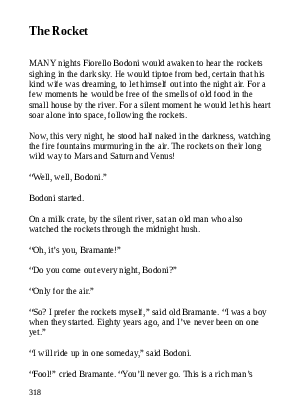 The Rocket
MANY nights Fiorello Bodoni would awaken to hear the rockets
sighing in the dark sky. He would tiptoe from bed, certain that his
kind wife was dreaming, to let himself out into the night air. For a
few moments he would be free of the smells of old food in the
small house by the river. For a silent moment he would let his heart
soar alone into space, following the rockets.
Now, this very night, he stood half naked in the darkness, watching
the fire fountains murmuring in the air. The rockets on their long
wild way to Mars and Saturn and Venus!
“Well, well, Bodoni.”
Bodoni started.
On a milk crate, by the silent river, sat an old man who also
watched the rockets through the midnight hush.
“Oh, it’s you, Bramante!”
“Do you come out every night, Bodoni?”
“Only for the air.”
“So? I prefer the rockets myself,” said old Bramante. “I was a boy
when they started. Eighty years ago, and I’ve never been on one
yet.”
“I will ride up in one someday,” said Bodoni.
“Fool!” cried Bramante. “You’ll never go. This is a rich man’s
318